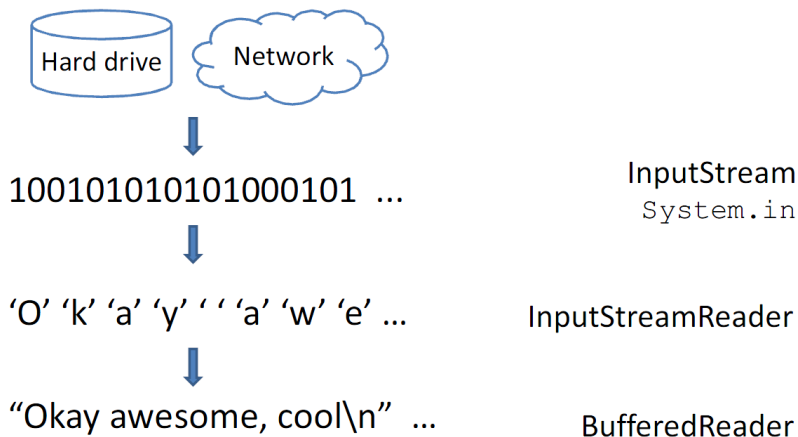 Hard drive
Network
100101010101000101 ...
InputStream
System.in
‘O’ ‘k’ ‘a’ ‘y’ ‘ ‘ ‘a’ ‘w’ ‘e’ ...
InputStreamReader
“Okay awesome, cool\n” ...
BufferedReader